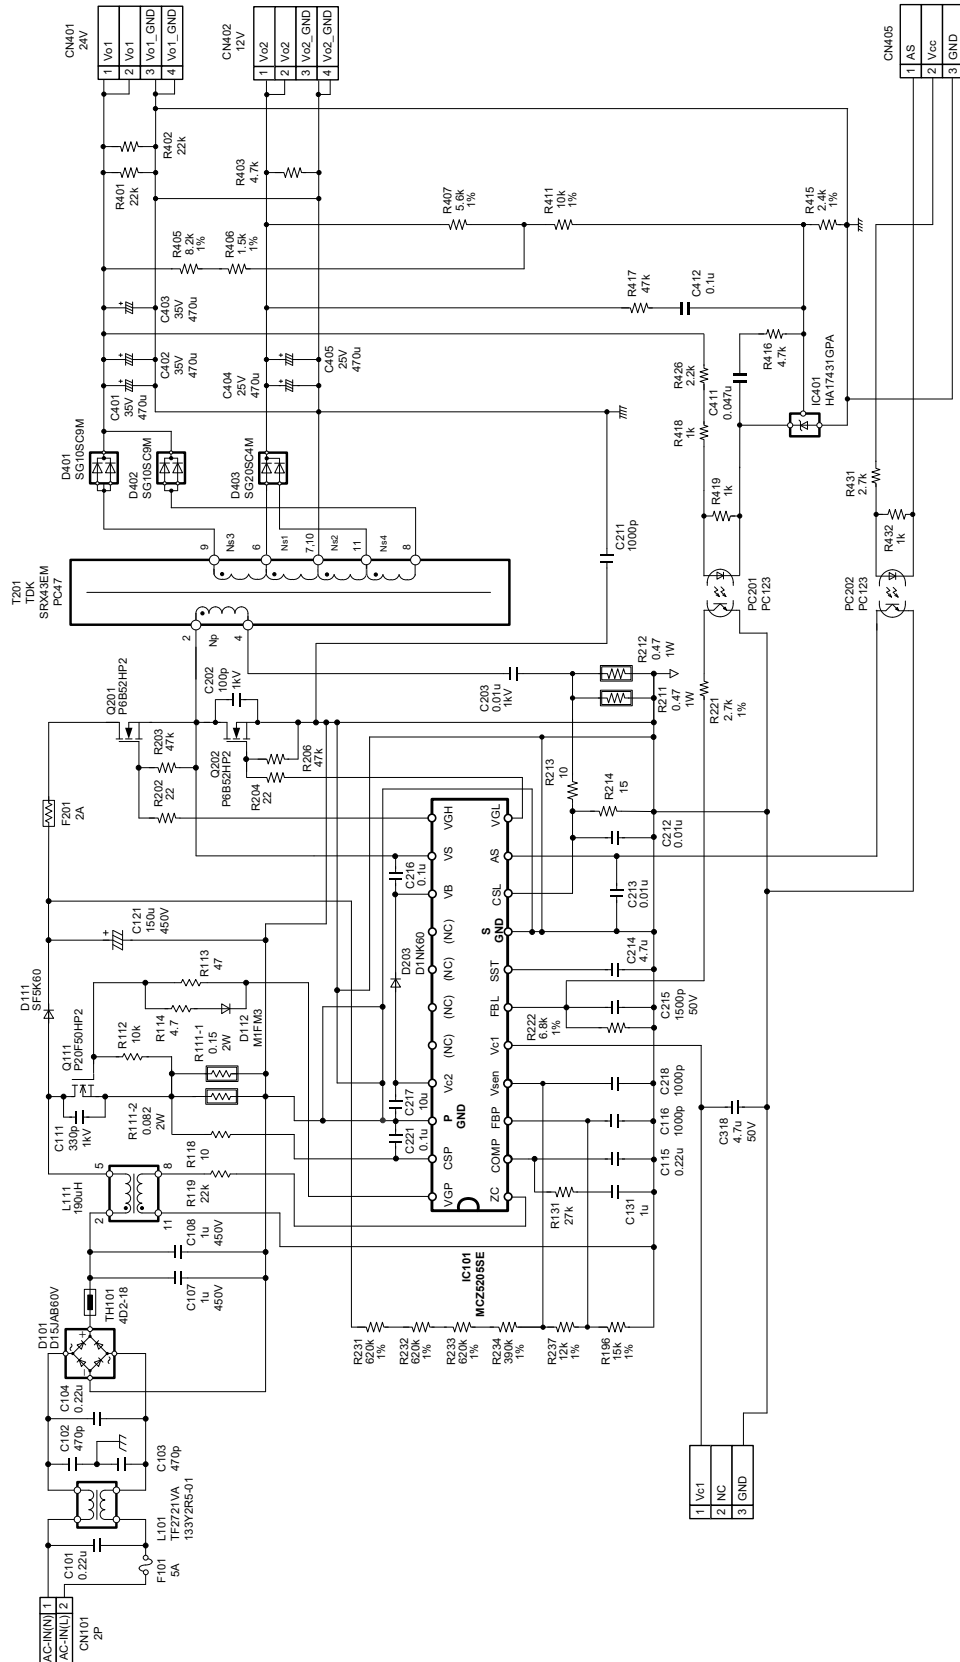 CN401
24V
1 Vo1
2 Vo1
3 Vo1_GND
4 Vo1_GND
CN402
12V
1 Vo2
2 Vo2
3 Vo2_GND
4 Vo2_GND
CN405
1 AS
2 Vcc
3 GND
R402
22k
R401
22k
R403
4.7k
R405
8.2k
1%
R406
1.5k
1%
R407
5.6k
1%
R411
10k
1%
R415
2.4k
1%
C403
35V
470u
C402
35V
470u
C401
35V
470u
C404
25V
470u
C405
25V
470u
R417
47k
C412
0.1u
R416
4.7k
R426
2.2k
C411
0.047u
R418
1k
R419
1k
IC401
HA17431GPA
R431
2.7k
R432
1k
D401
SG10SC9M
D402
SG10SC9M
D403
SG20SC4M
T201
TDK
SRX43EM
PC47
9
Ns3
6
Ns1
7,10
Ns2
11
Ns4
8
2
Np
4
C211
1000p
PC201
PC123
PC202
PC123
Q201
P6B52HP2
R203
47k
R202
22
C202
100p
1kV
Q202
P6B52HP2
R204
22
R206
47k
C203
0.01u
1kV
R212
0.47
1W
R211
0.47
1W
R221
2.7k
1%
R213
10
R214
15
F201
2A
C212
0.01u
C216
0.1u
C213
0.01u
D203
D1NK60
C214
4.7u
C215
1500p
50V
R222
6.8k
1%
VGH
VS
VB
(NC)
(NC)
(NC)
(NC)
Vc2
P
GND
CSP
VGP
VGL
AS
CSL
S
GND
SST
FBL
Vc1
Vsen
FBP
COMP
ZC
IC101
MCZ5205SE
C217
10u
C221
0.1u
C218
1000p
C116
1000p
C115
0.22u
C318
4.7u
50V
R131
27k
C131
1u
C121
150u
450V
D111
SF5K60
Q111
P20F50HP2
R112
10k
R113
47
R114
4.7
D112
M1FM3
R111-1
0.15
2W
R111-2
0.082
2W
C111
330p
1kV
R118
10
R119
22k
L111
190uH
5
8
2
11
C108
1u
450V
C107
1u
450V
TH101
4D2-18
D101
D15JAB60V
C104
0.22u
C102
470p
C103
470p
L101
TF2721VA
133Y2R5-01
C101
0.22u
F101
5A
AC-IN(N) 1
AC-IN(L) 2
CN101
2P
R231
620k
1%
R232
620k
1%
R233
620k
1%
R234
390k
1%
R237
12k
1%
R196
15k
1%
1 Vc1
2 NC
3 GND